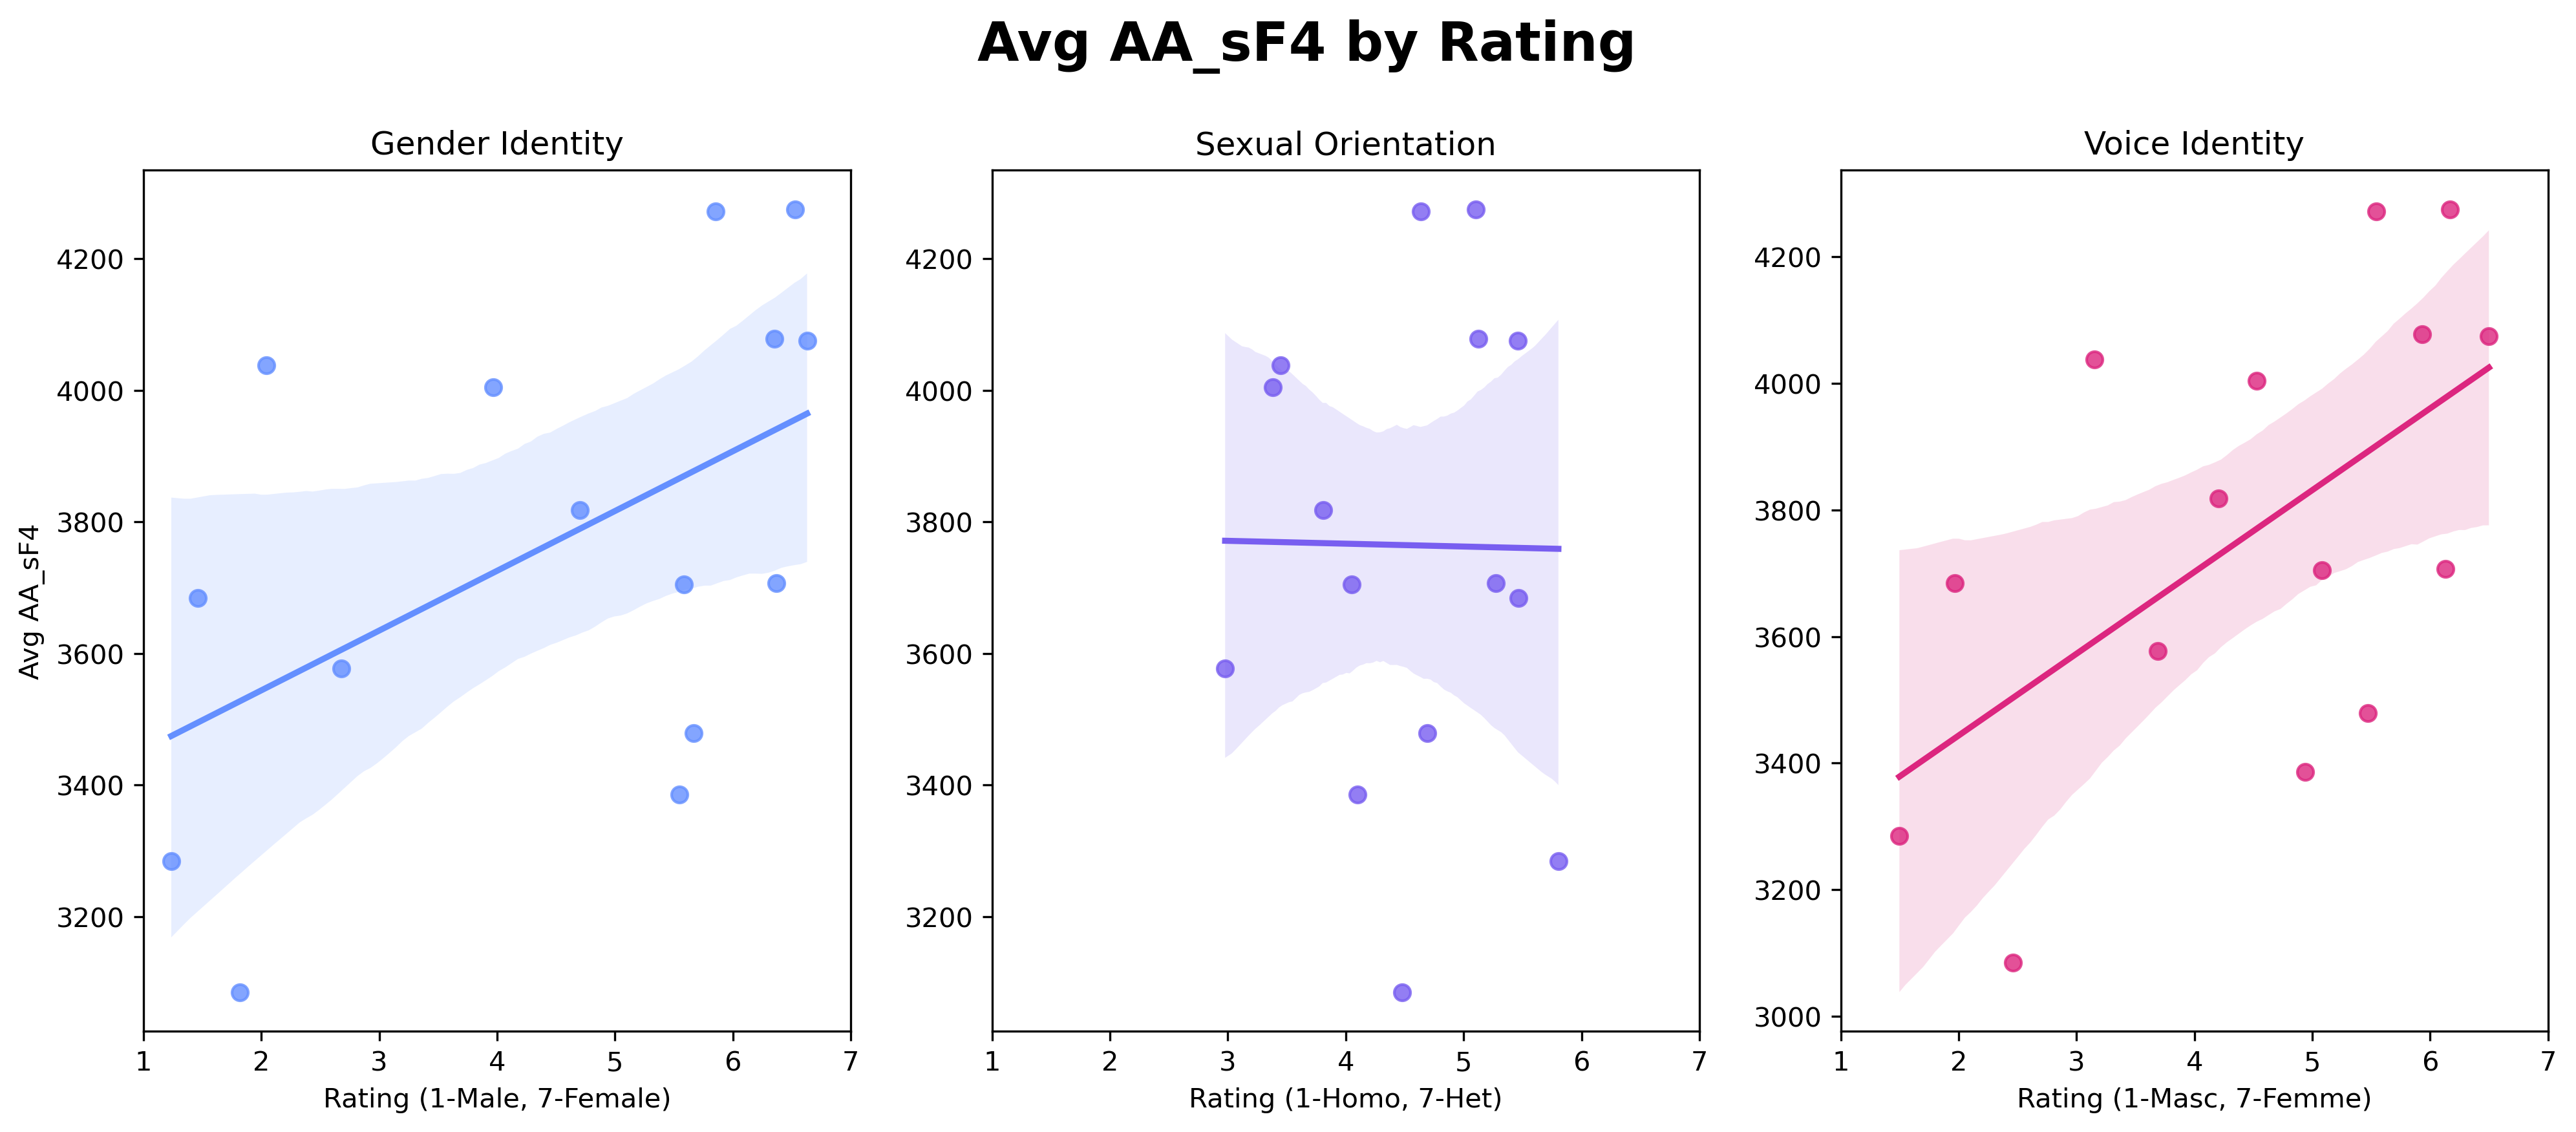 Avg AA_sF4 by Rating
Gender Identity
Sexual Orientation
Voice Identity
Avg AA_sF4
4200
4000
3800
3600
3400
3200
1 2 3 4 5 6 7
Rating (1-Male, 7-Female)
4200
4000
3800
3600
3400
3200
1 2 3 4 5 6 7
Rating (1-Homo, 7-Het)
4200
4000
3800
3600
3400
3200
3000
1 2 3 4 5 6 7
Rating (1-Masc, 7-Femme)